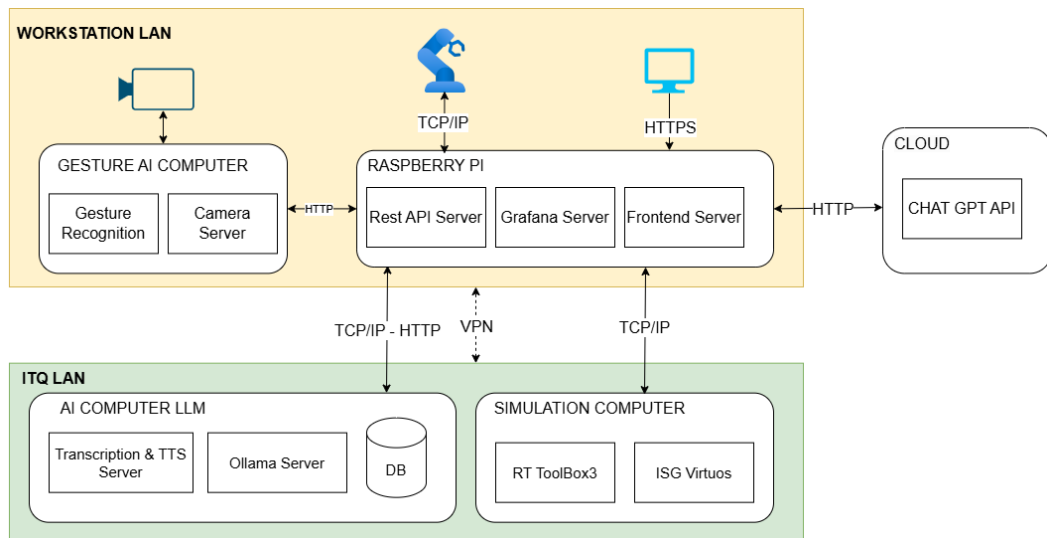 WORKSTATION LAN
TCP/IP
HTTPS
GESTURE AI COMPUTER
Gesture
Recognition
Camera
Server
HTTP
RASPBERRY PI
Rest API Server
Grafana Server
Frontend Server
HTTP
CLOUD
CHAT GPT API
TCP/IP - HTTP
VPN
TCP/IP
ITQ LAN
AI COMPUTER LLM
Transcription & TTS
Server
Ollama Server
DB
SIMULATION COMPUTER
RT ToolBox3
ISG Virtuos